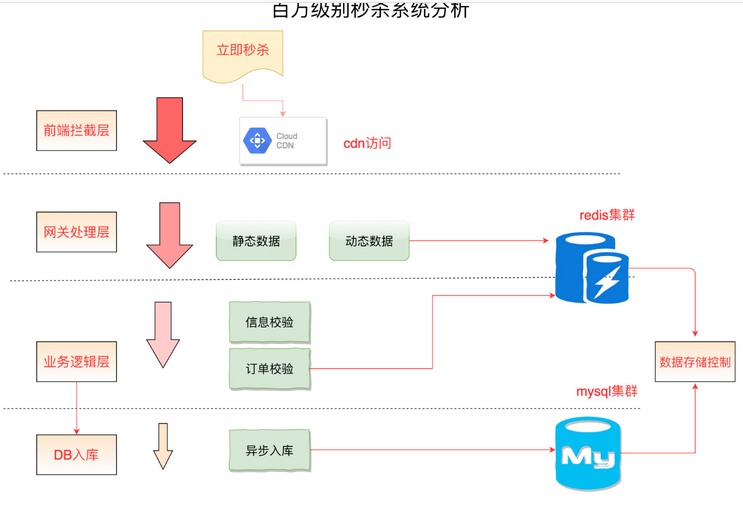 百万级别秒杀系统分析
立即秒杀
前端拦截层
Cloud
CDN
cdn访问
redis集群
网关处理层
静态数据
动态数据
信息校验
业务逻辑层
订单校验
数据存储控制
mysql集群
DB入库
异步入库
My